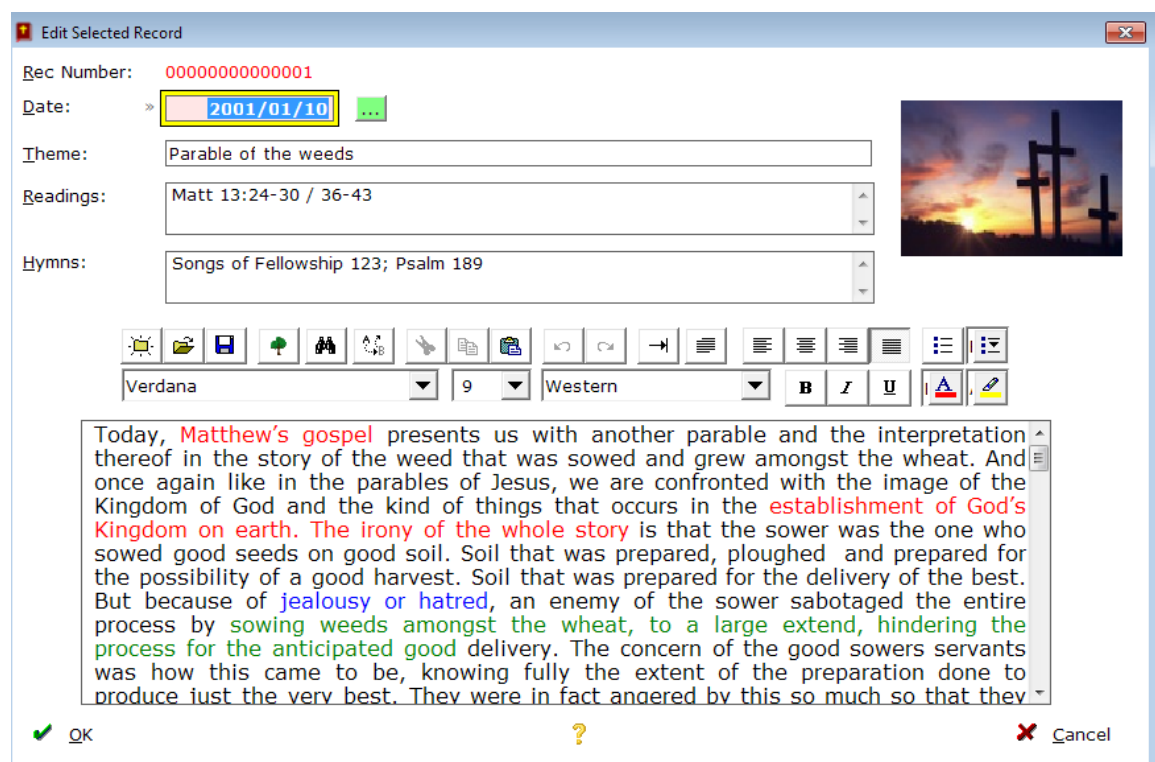 Edit Selected Record
Rec Number: 00000000000001
Date: » 2001/01/10 ...
Theme: Parable of the weeds
Readings: Matt 13:24-30 / 36-43
Hymns: Songs of Fellowship 123; Psalm 189
Verdana 9 Western B I U A
Today, Matthew's gospel presents us with another parable and the interpretation
thereof in the story of the weed that was sowed and grew amongst the wheat. And
once again like in the parables of Jesus, we are confronted with the image of the
Kingdom of God and the kind of things that occurs in the establishment of God's
Kingdom on earth. The irony of the whole story is that the sower was the one who
sowed good seeds on good soil. Soil that was prepared, ploughed  and prepared for
the possibility of a good harvest. Soil that was prepared for the delivery of the best.
But because of jealousy or hatred, an enemy of the sower sabotaged the entire
process by sowing weeds amongst the wheat, to a large extend, hindering the
process for the anticipated good delivery. The concern of the good sowers servants
was how this came to be, knowing fully the extent of the preparation done to
produce just the very best. They were in fact angered by this so much so that they
OK ? Cancel